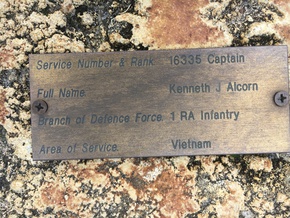 Service Number & Rank 16335 Captain
Full Name Kenneth J Alcorn
Branch of Defence Force 1 RA Infantry
Area of Service Vietnam